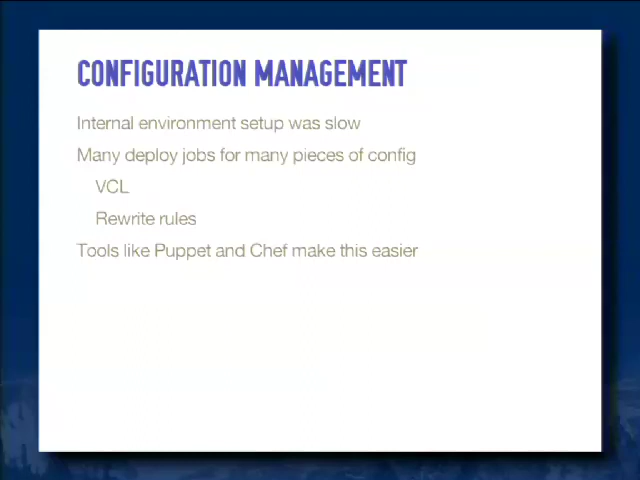 CONFIGURATION MANAGEMENT
Internal environment setup was slow
Many deploy jobs for many pieces of config
VCL
Rewrite rules
Tools like Puppet and Chef make this easier